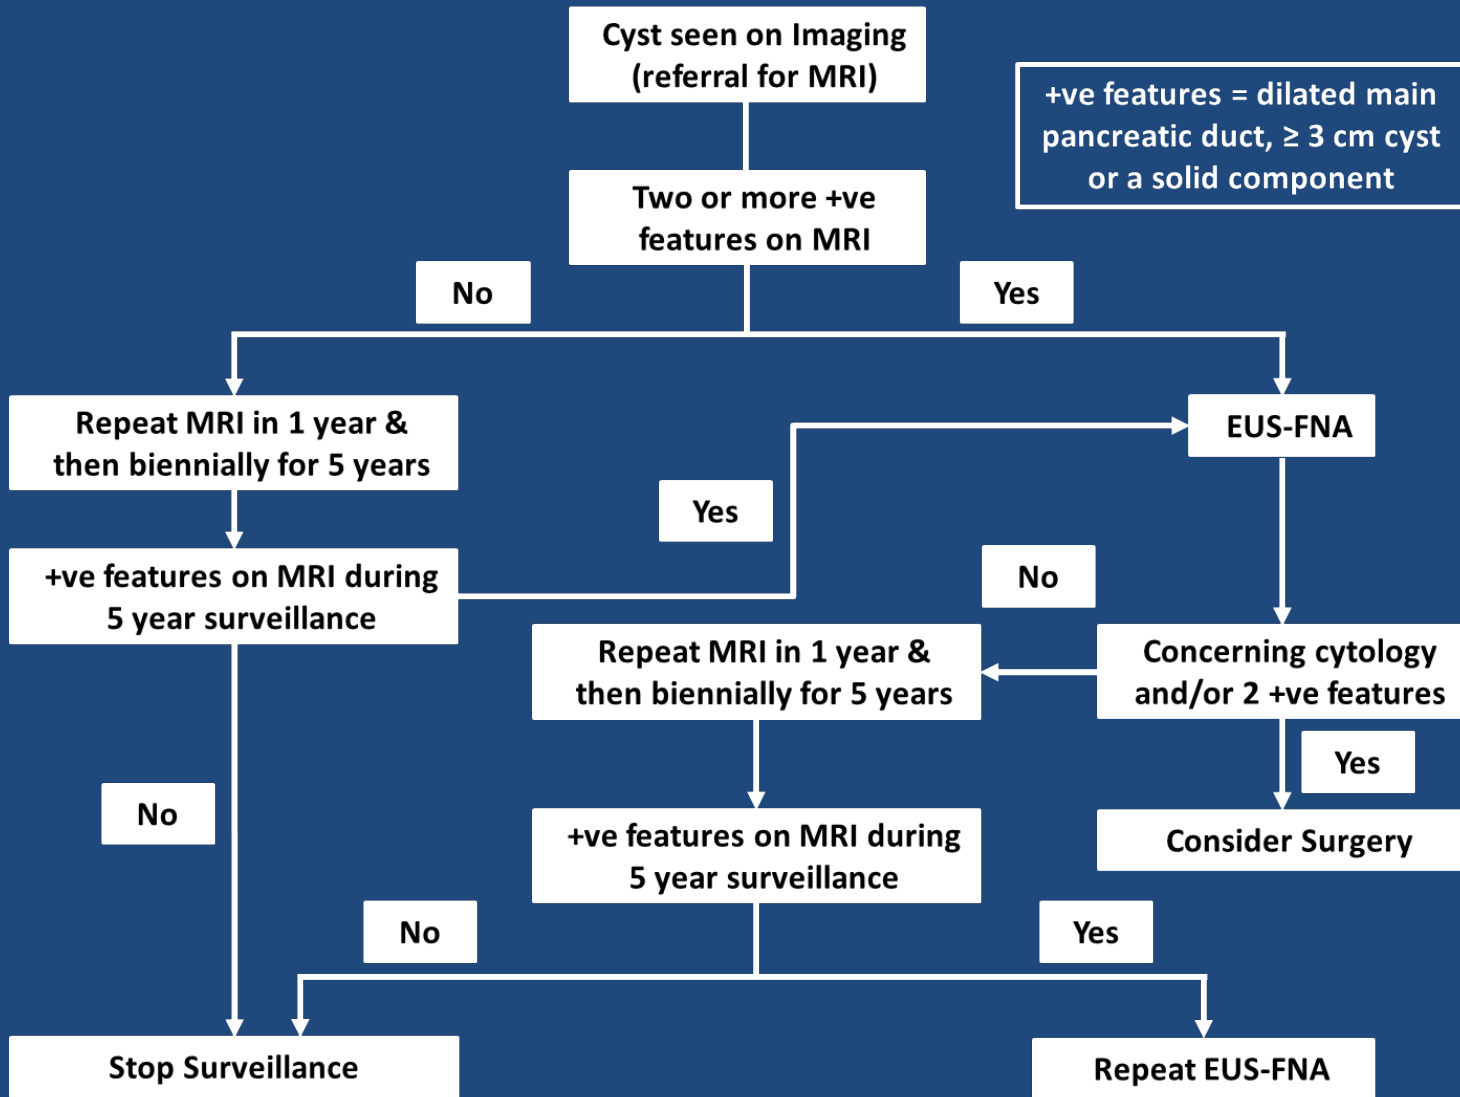 Cyst seen on Imaging
(referral for MRI)
+ve features = dilated main
pancreatic duct, ≥ 3 cm cyst
or a solid component
Two or more +ve
features on MRI
No
Yes
Repeat MRI in 1 year &
then biennially for 5 years
EUS-FNA
Yes
+ve features on MRI during
5 year surveillance
No
Repeat MRI in 1 year &
then biennially for 5 years
Concerning cytology
and/or 2 +ve features
Yes
No
+ve features on MRI during
5 year surveillance
Consider Surgery
No
Yes
Stop Surveillance
Repeat EUS-FNA